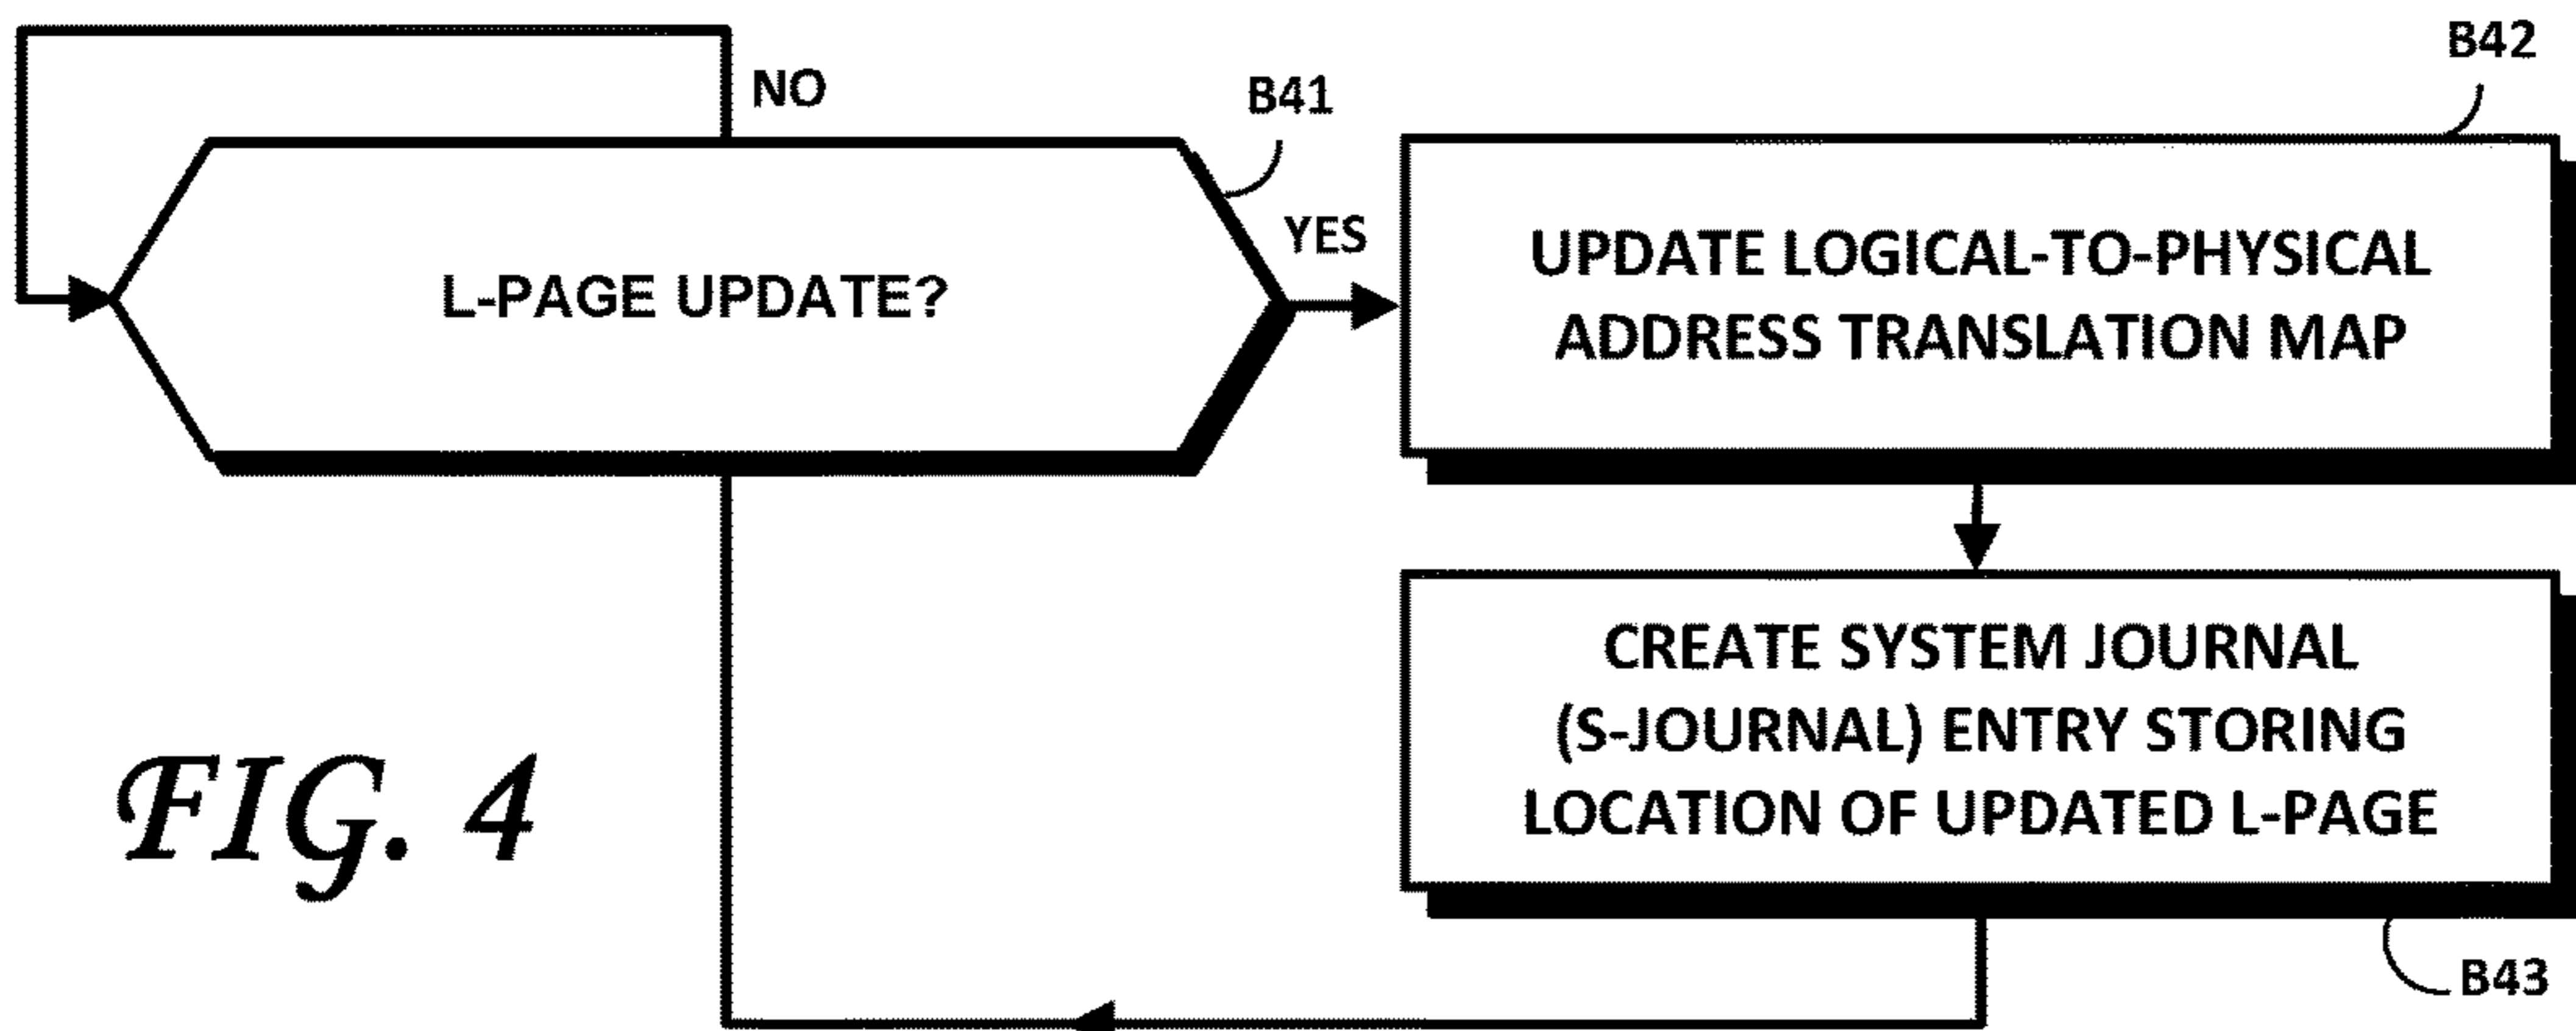 NO
B41
B42
YES
L-PAGE UPDATE?
UPDATE LOGICAL-TO-PHYSICAL
ADDRESS TRANSLATION MAP
CREATE SYSTEM JOURNAL
(S-JOURNAL) ENTRY STORING
LOCATION OF UPDATED L-PAGE
B43
FIG. 4